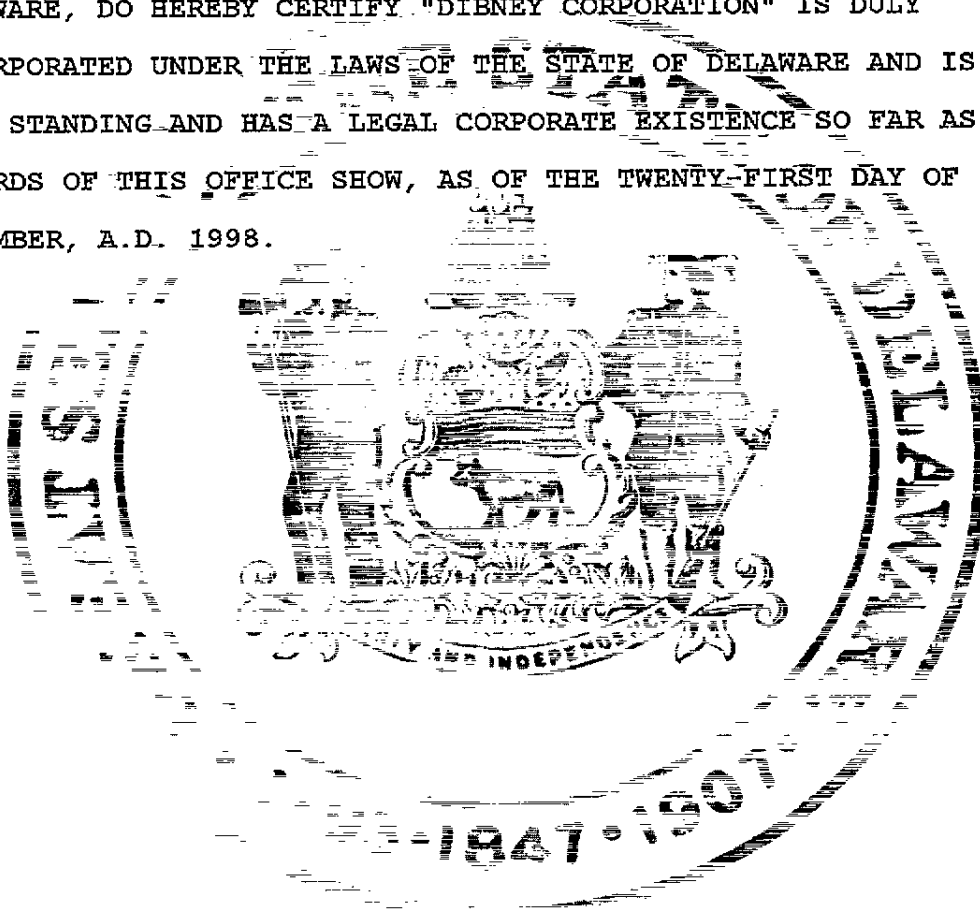 WARE, DO HEREBY CERTIFY "DIBNEY CORPORATION" IS DULY
RPORATED UNDER THE LAWS OF THE STATE OF DELAWARE AND IS
STANDING AND HAS A LEGAL CORPORATE EXISTENCE SO FAR AS
RDS OF THIS OFFICE SHOW, AS OF THE TWENTY-FIRST DAY OF
MBER, A.D. 1998.
DELAWARE
AND INDEPENDENCE
1847 • 1907